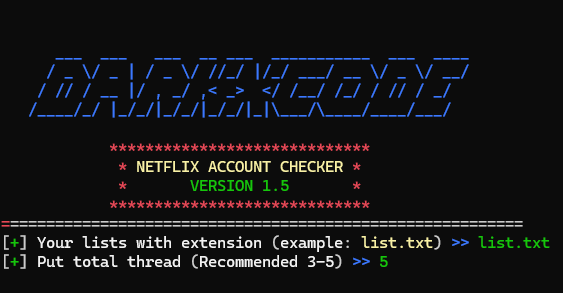 DARKXCODE
NETFLIX ACCOUNT CHECKER
VERSION 1.5
[+] Your lists with extension (example: list.txt) >> list.txt
[+] Put total thread (Recommended 3-5) >> 5